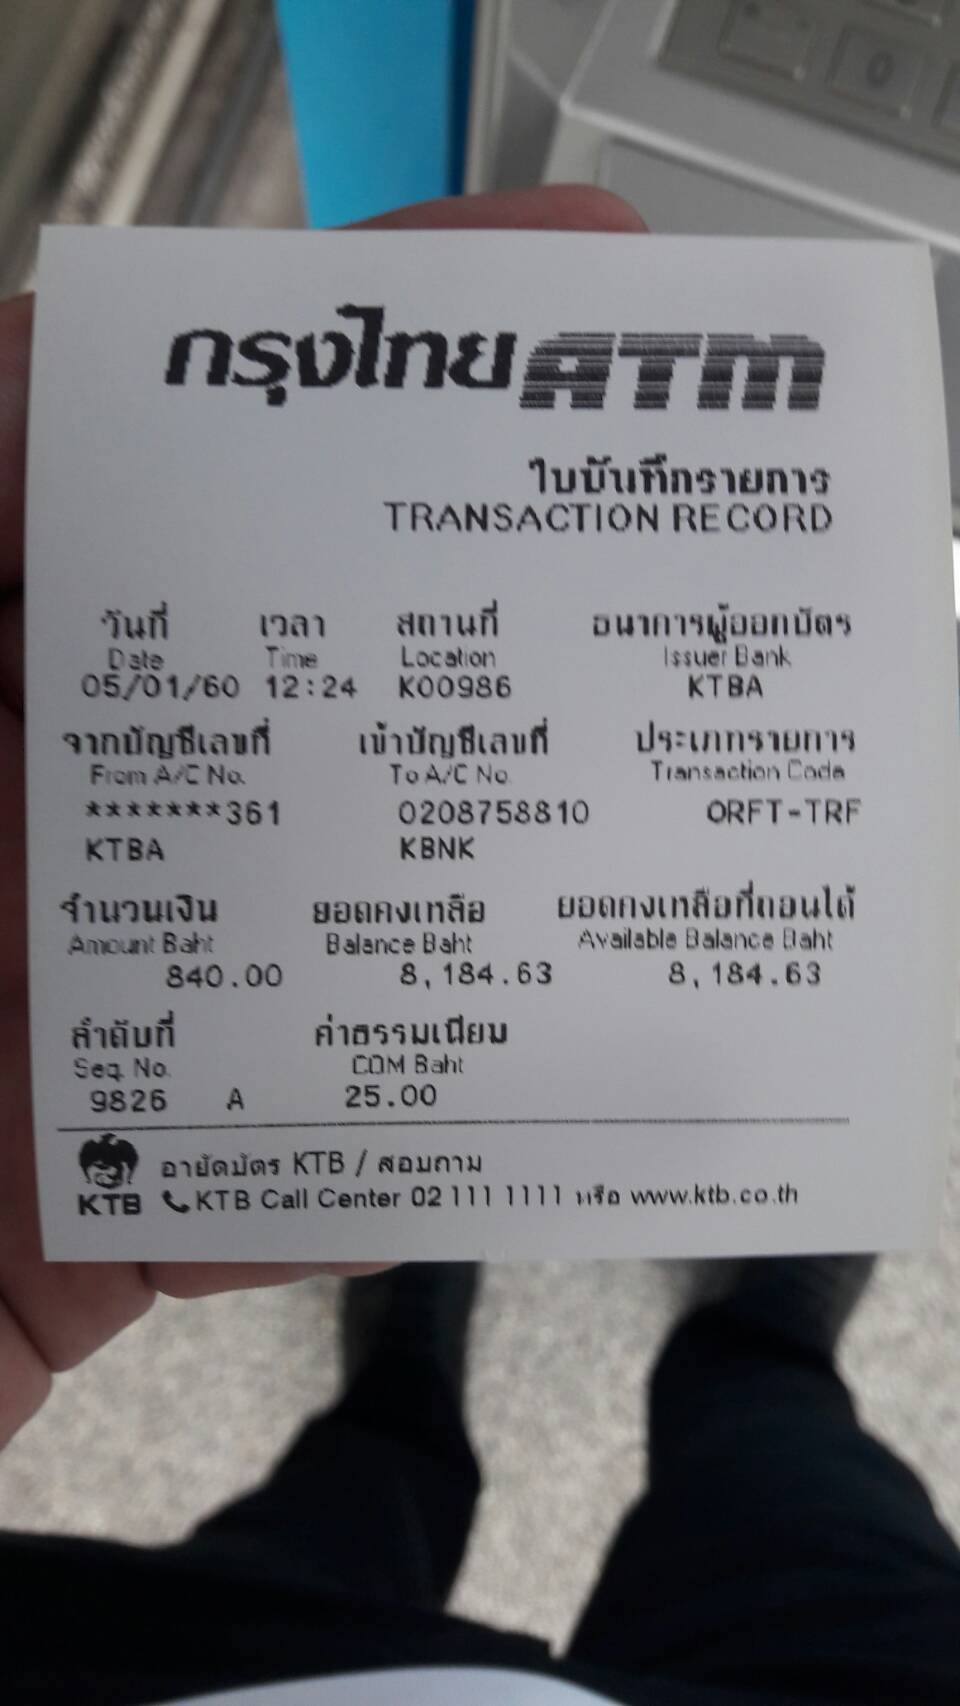 0
กรุงไทย ATM
ใบบันทึกรายการ
TRANSACTION RECORD
วันที่ เวลา สถานที่ ธนาคารผู้ออกบัตร
Date Time Location Issuer Bank
05/01/60 12:24 K00986 KTBA
จากบัญชีเลขที่ เข้าบัญชีเลขที่ ประเภทรายการ
From A/C No. To A/C No. Transaction Code
*******361 0208758810 ORFT-TRF
KTBA KBNK
จำนวนเงิน ยอดคงเหลือ ยอดคงเหลือที่ถอนได้
Amount Baht Balance Baht Available Balance Baht
840.00 8,184.63 8,184.63
ลำดับที่ ค่าธรรมเนียม
Seq. No. COM Baht
9826 A 25.00
อายัดบัตร KTB / สอบถาม
KTB KTB Call Center 02 111 1111 หรือ www.ktb.co.th